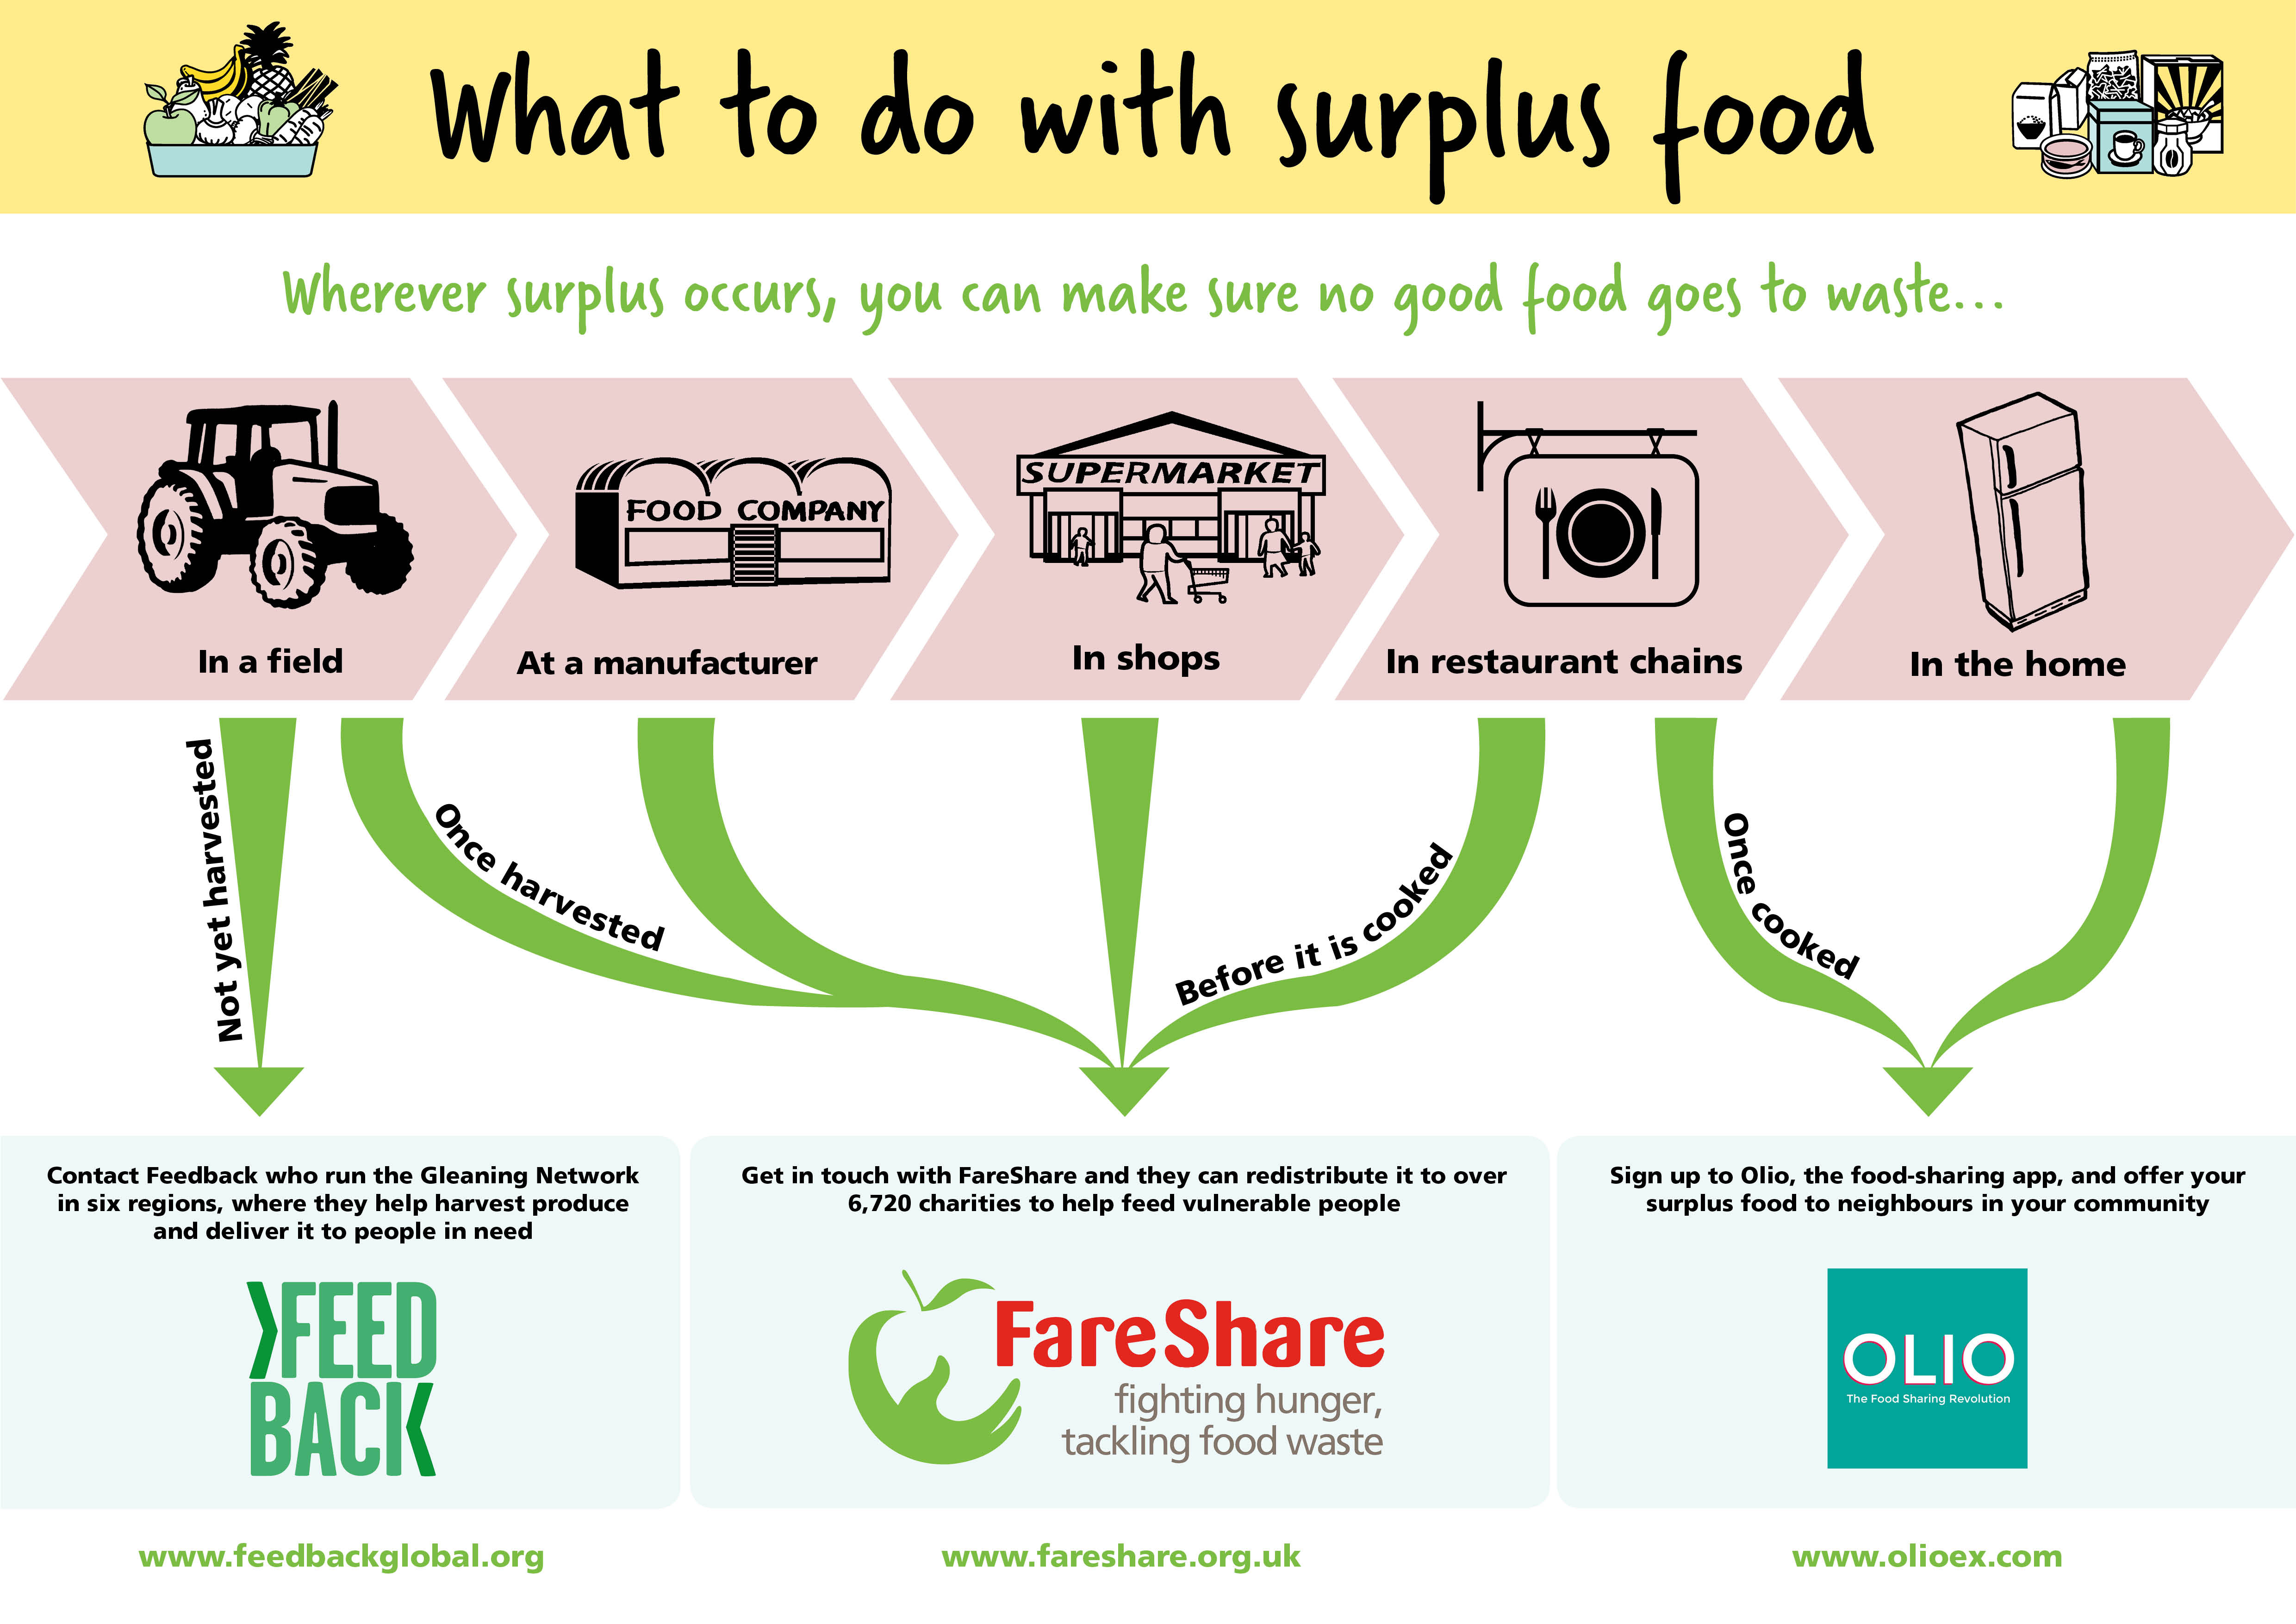 What to do with surplus food
Wherever surplus occurs, you can make sure no good food goes to waste...
FOOD COMPANY
SUPERMARKET
In a field
At a manufacturer
In shops
In restaurant chains
In the home
Not yet harvested
Once harvested
Before it is cooked
Once cooked
Contact Feedback who run the Gleaning Network
in six regions, where they help harvest produce
and deliver it to people in need
FEED
BACK
www.feedbackglobal.org
Get in touch with FareShare and they can redistribute it to over
6,720 charities to help feed vulnerable people
FareShare
fighting hunger,
tackling food waste
www.fareshare.org.uk
Sign up to Olio, the food-sharing app, and offer your
surplus food to neighbours in your community
OLIO
The Food Sharing Revolution
www.olioex.com